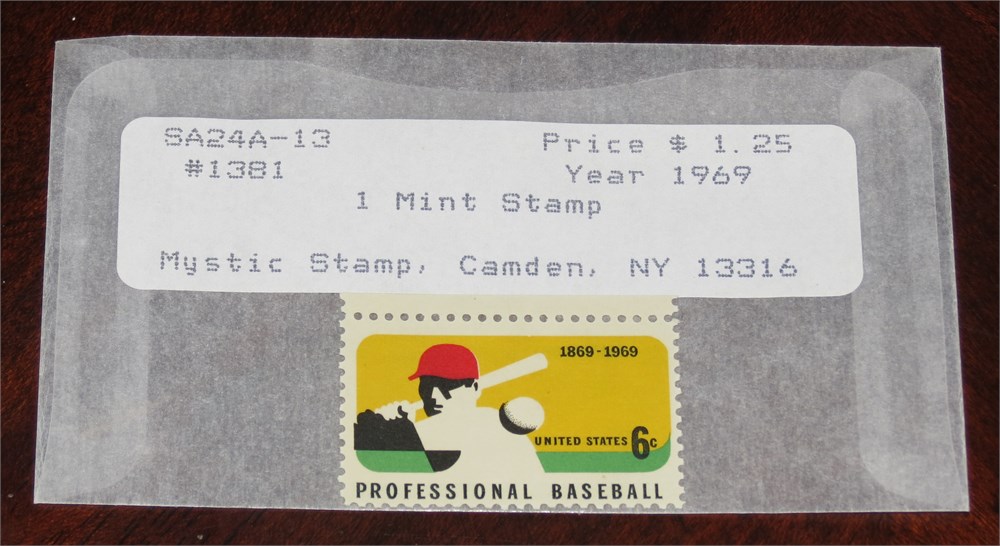 SA24A-13 Price $ 1.25
#1381 Year 1969
1 Mint Stamp
Mystic Stamp, Camden, NY 13316
1869-1969
UNITED STATES 6c
PROFESSIONAL BASEBALL